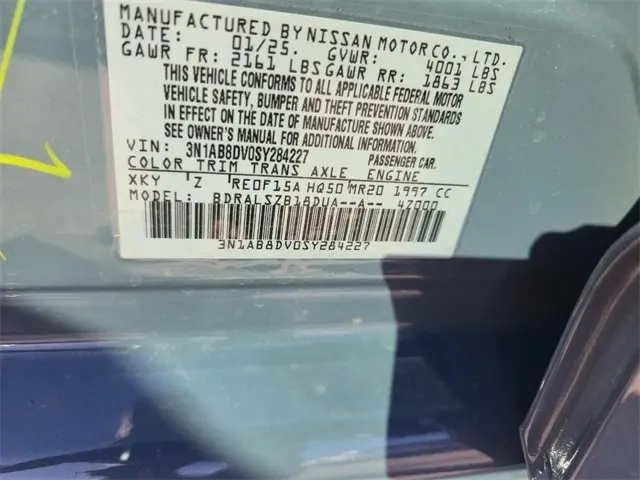 MANUFACTURED BY NISSAN MOTOR CO., LTD.
DATE: 01/25. GVWR: 4001 LBS
GAWR FR: 2161 LBS GAWR RR: 1863 LBS
THIS VEHICLE CONFORMS TO ALL APPLICABLE FEDERAL MOTOR
VEHICLE SAFETY, BUMPER AND THEFT PREVENTION STANDARDS
IN EFFECT ON THE DATE OF MANUFACTURE SHOWN ABOVE.
SEE OWNER'S MANUAL FOR ADDITIONAL INFORMATION.
VIN: 3N1AB8DV0SY284227 PASSENGER CAR.
COLOR TRIM TRANS AXLE ENGINE
XKY Z RE0F15A HQ50 MR20 1997 CC
MODEL: BDRALSZB18DUA--A-- 47000
3N1AB8DV0SY284227